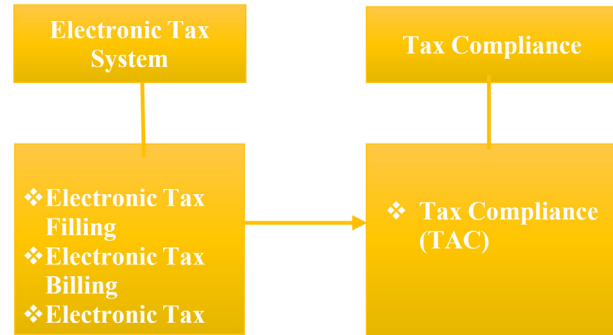 Electronic Tax
System
Tax Compliance
❖Electronic Tax
Filling
❖Electronic Tax
Billing
❖Electronic Tax
❖ Tax Compliance
(TAC)